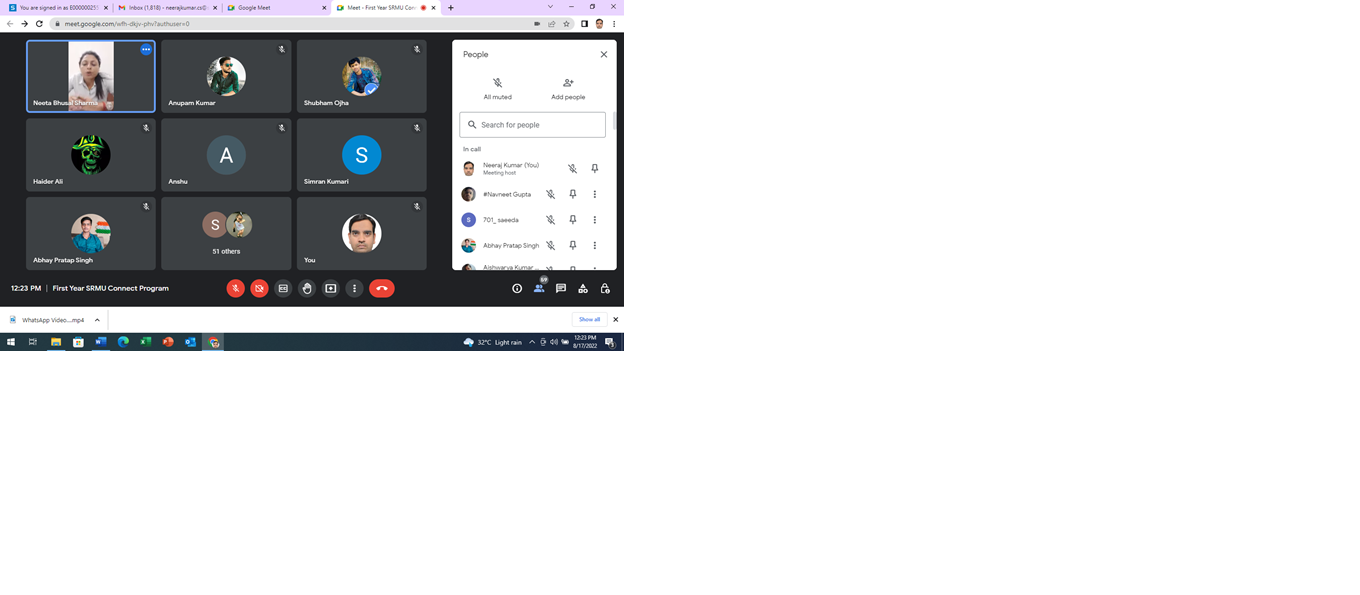 You are signed in as E000000255
Inbox (1,818) - neerajkumar.cs@
Google Meet
Meet - First Year SRMU Conn
meet.google.com/wfh-dkjv-phv?authuser=0
Neeta Bhusal Sharma
Anupam Kumar
Shubham Ojha
Haider Ali
A
Anshu
S
Simran Kumari
Abhay Pratap Singh
S
51 others
You
People
All muted
Add people
Search for people
In call
Neeraj Kumar (You)
Meeting host
#Navneet Gupta
S
701_ saeeda
Abhay Pratap Singh
Aishwarya Kumar ...
12:23 PM | First Year SRMU Connect Program
59
WhatsApp Video....mp4
Show all
32°C Light rain
12:23 PM
8/17/2022